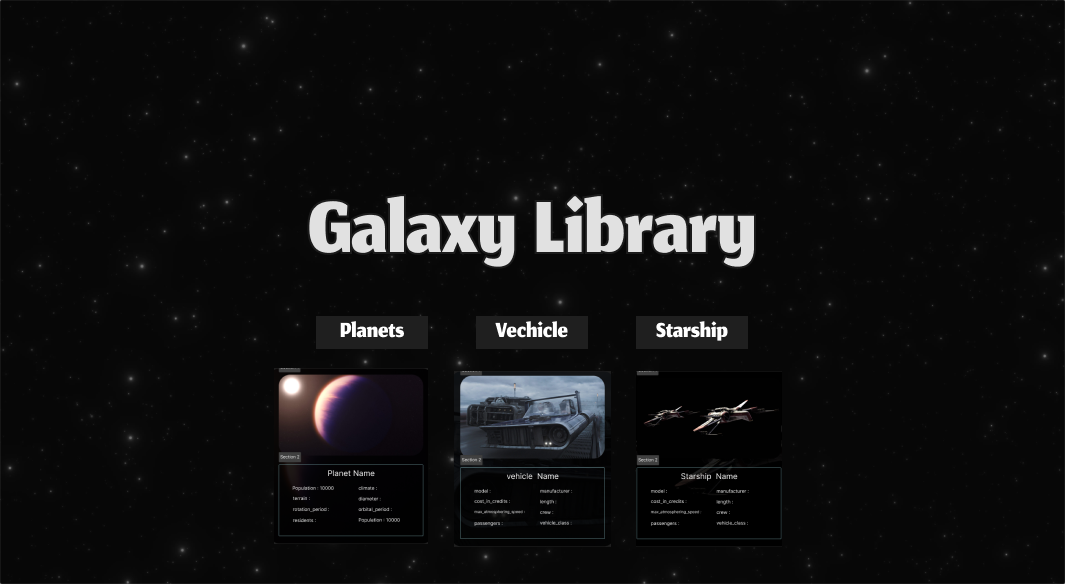 Galaxy Library
Planets
Vechicle
Starship
Section 2
Planet Name
Population : 10000 climate :
terrain : diameter :
rotation_period : orbital_period :
residents : Population : 10000
Section 2
vehicle Name
model : manufacturer :
cost_in_credits : length :
max_atmosphering_speed : crew :
passengers : vehicle_class :
Section 2
Starship Name
model : manufacturer :
cost_in_credits : length :
max_atmosphering_speed : crew :
passengers : vehicle_class :